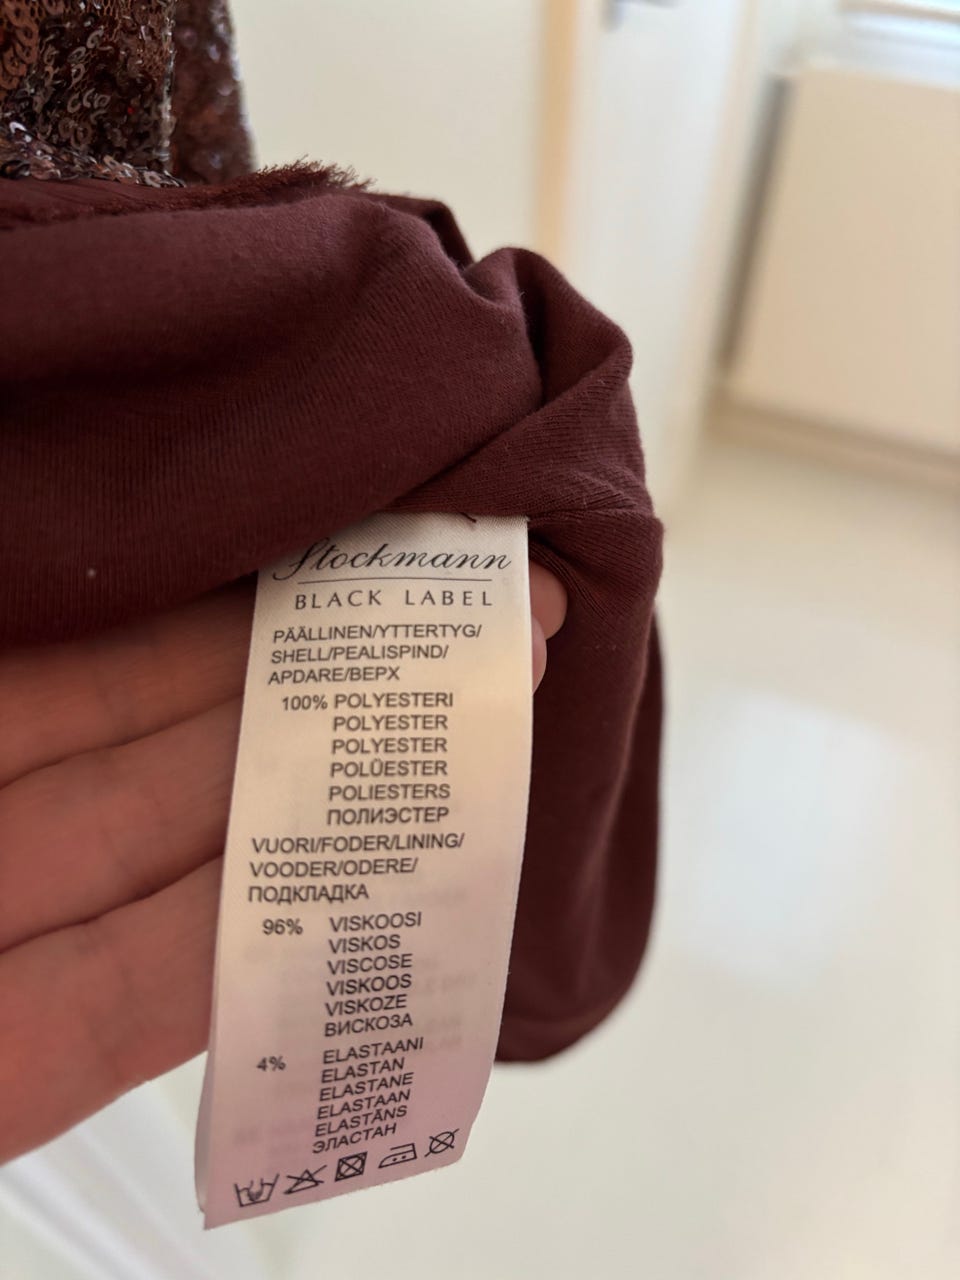 Stockmann
BLACK LABEL
PÄÄLLINEN/YTTERTYG/
SHELL/PEALISPIND/
APDARE/ВЕРХ
100% POLYESTERI
POLYESTER
POLYESTER
POLÜESTER
POLIESTERS
ПОЛИЭСТЕР
VUORI/FODER/LINING/
VOODER/ODERE/
ПОДКЛАДКА
96% VISKOOSI
VISKOS
VISCOSE
VISKOOS
VISKOZE
ВИСКОЗА
4% ELASTAANI
ELASTAN
ELASTANE
ELASTAAN
ELASTĀNS
ЭЛАСТАН